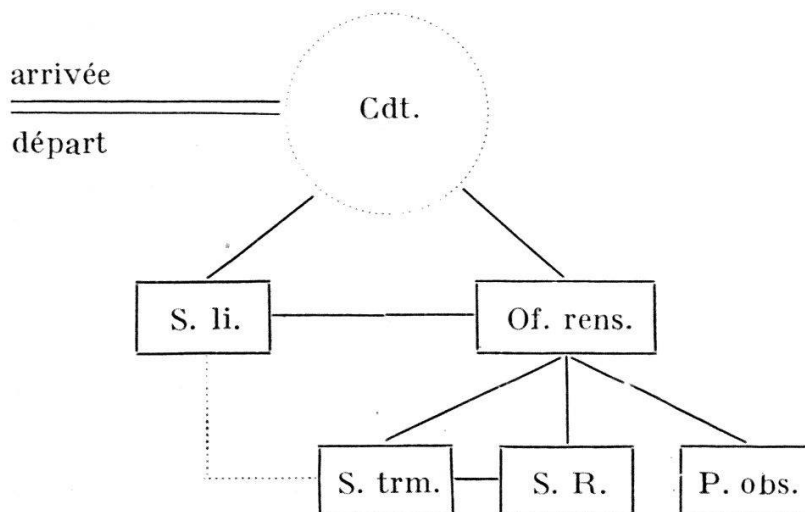 arrivée
Cdt.
départ
S. li.
Of. rens.
S. trm.
S. R.
P. obs.